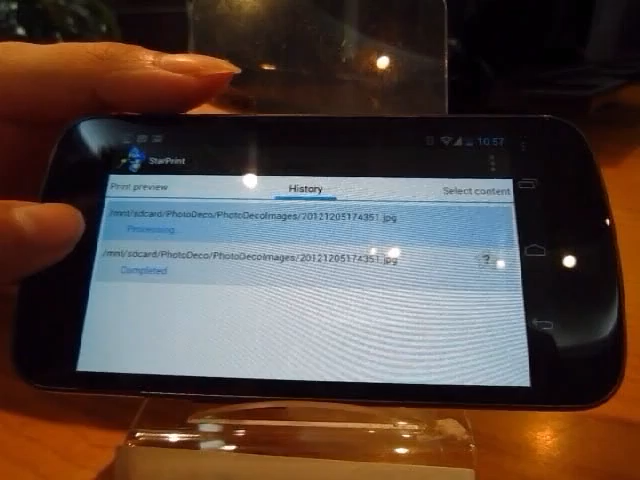 10:57
StarPrint
Print preview
History
Select content
/mnt/sdcard/PhotoDeco/PhotoDecoImages/20121205174351.jpg
Processing...
/mnt/sdcard/PhotoDeco/PhotoDecoImages/20121205174351.jpg
?
Completed